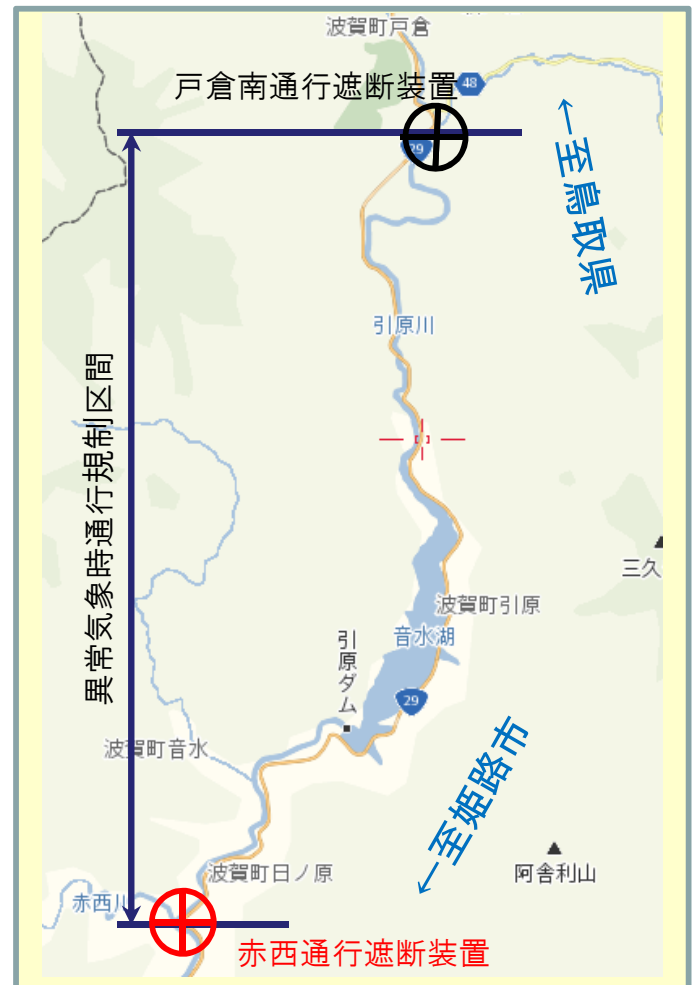 波賀町戸倉
戸倉南通行遮断装置
48
29
←至鳥取県
引原川
異常気象時通行規制区間
三久
波賀町引原
音水湖
引原ダム
29
←至姫路市
波賀町音水
波賀町日ノ原
阿舎利山
赤西川
赤西通行遮断装置